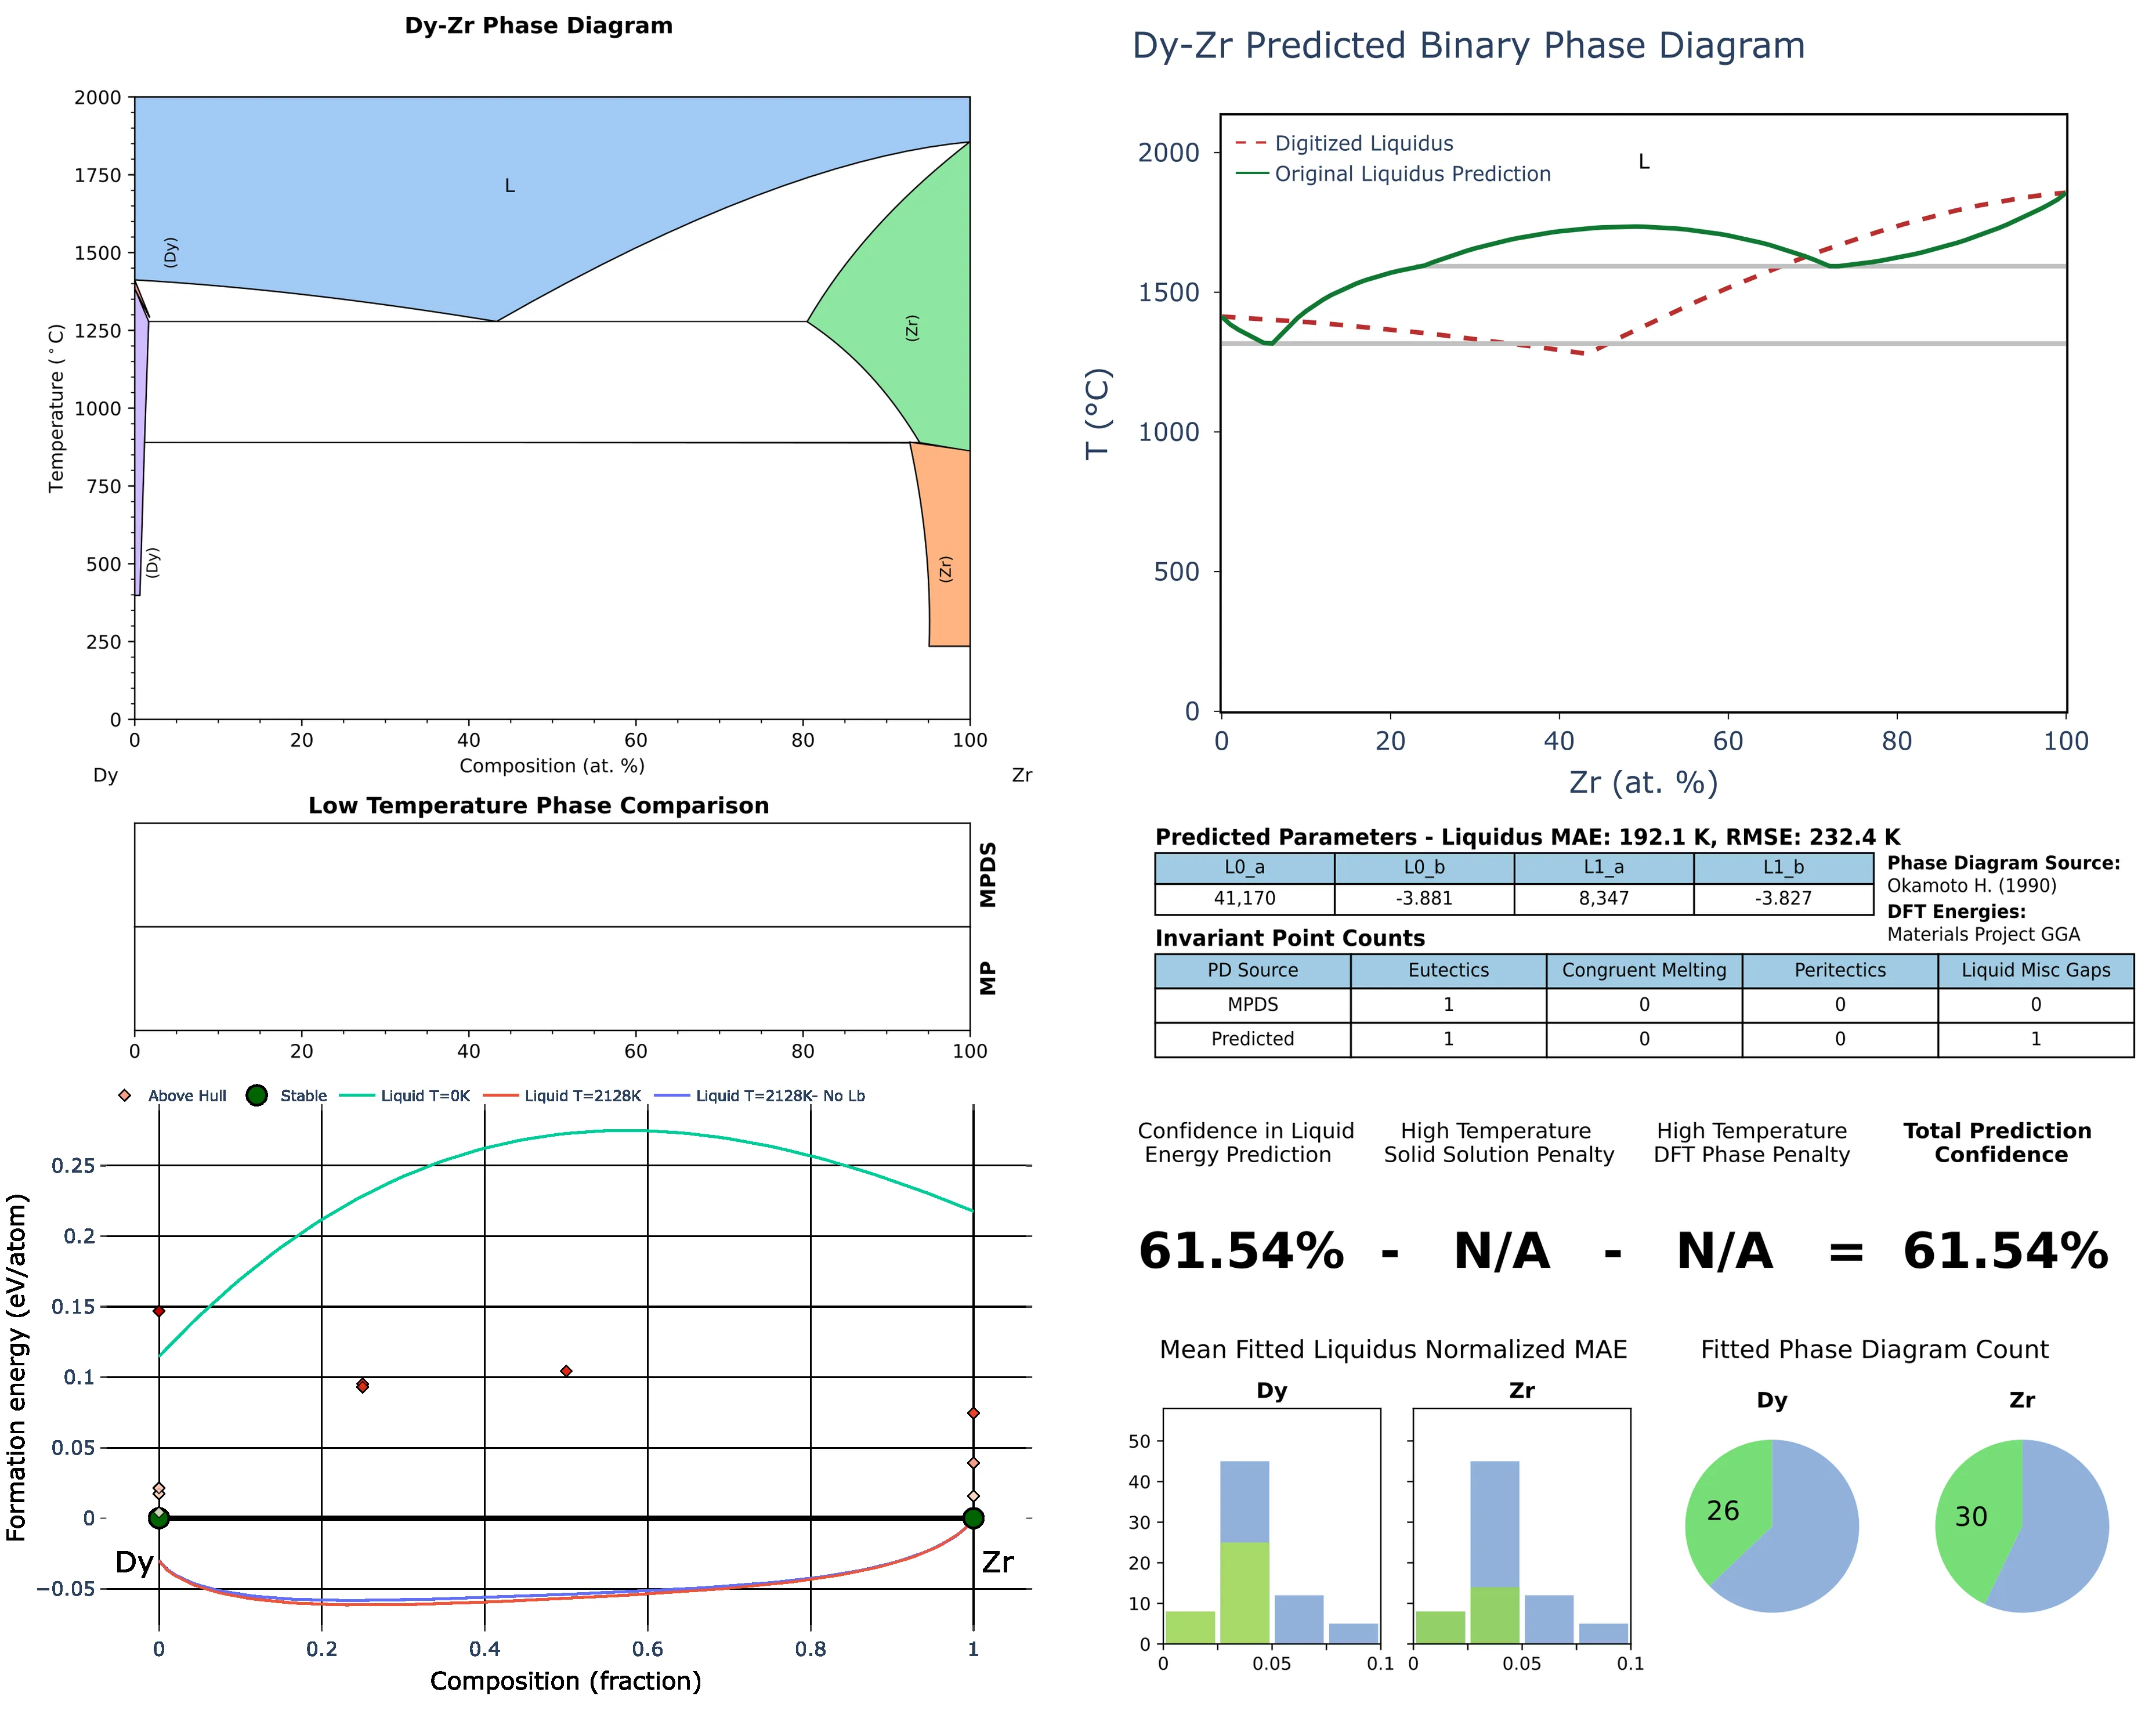 Dy-Zr Phase Diagram
2000
1750
1500
1250
1000
750
500
250
0
Temperature (°C)
L
(Dy)
(Dy)
(Zr)
(Zr)
0 20 40 60 80 100
Composition (at. %)
Dy Zr
Dy-Zr Predicted Binary Phase Diagram
Digitized Liquidus
Original Liquidus Prediction
L
2000
1500
1000
500
0
T (°C)
0 20 40 60 80 100
Zr (at. %)
Low Temperature Phase Comparison
MPDS
MP
0 20 40 60 80 100
Predicted Parameters - Liquidus MAE: 192.1 K, RMSE: 232.4 K
L0_a L0_b L1_a L1_b
41,170 -3.881 8,347 -3.827
Phase Diagram Source:
Okamoto H. (1990)
DFT Energies:
Materials Project GGA
Invariant Point Counts
PD Source Eutectics Congruent Melting Peritectics Liquid Misc Gaps
MPDS 1 0 0 0
Predicted 1 0 0 1
Above Hull Stable Liquid T=0K Liquid T=2128K Liquid T=2128K- No Lb
0.25
0.2
0.15
0.1
0.05
0
−0.05
Formation energy (eV/atom)
Dy Zr
0 0.2 0.4 0.6 0.8 1
Composition (fraction)
Confidence in Liquid
Energy Prediction
High Temperature
Solid Solution Penalty
High Temperature
DFT Phase Penalty
Total Prediction
Confidence
61.54% - N/A - N/A = 61.54%
Mean Fitted Liquidus Normalized MAE
Dy Zr
50
40
30
20
10
0
0 0.05 0.1 0 0.05 0.1
Fitted Phase Diagram Count
Dy Zr
26 30